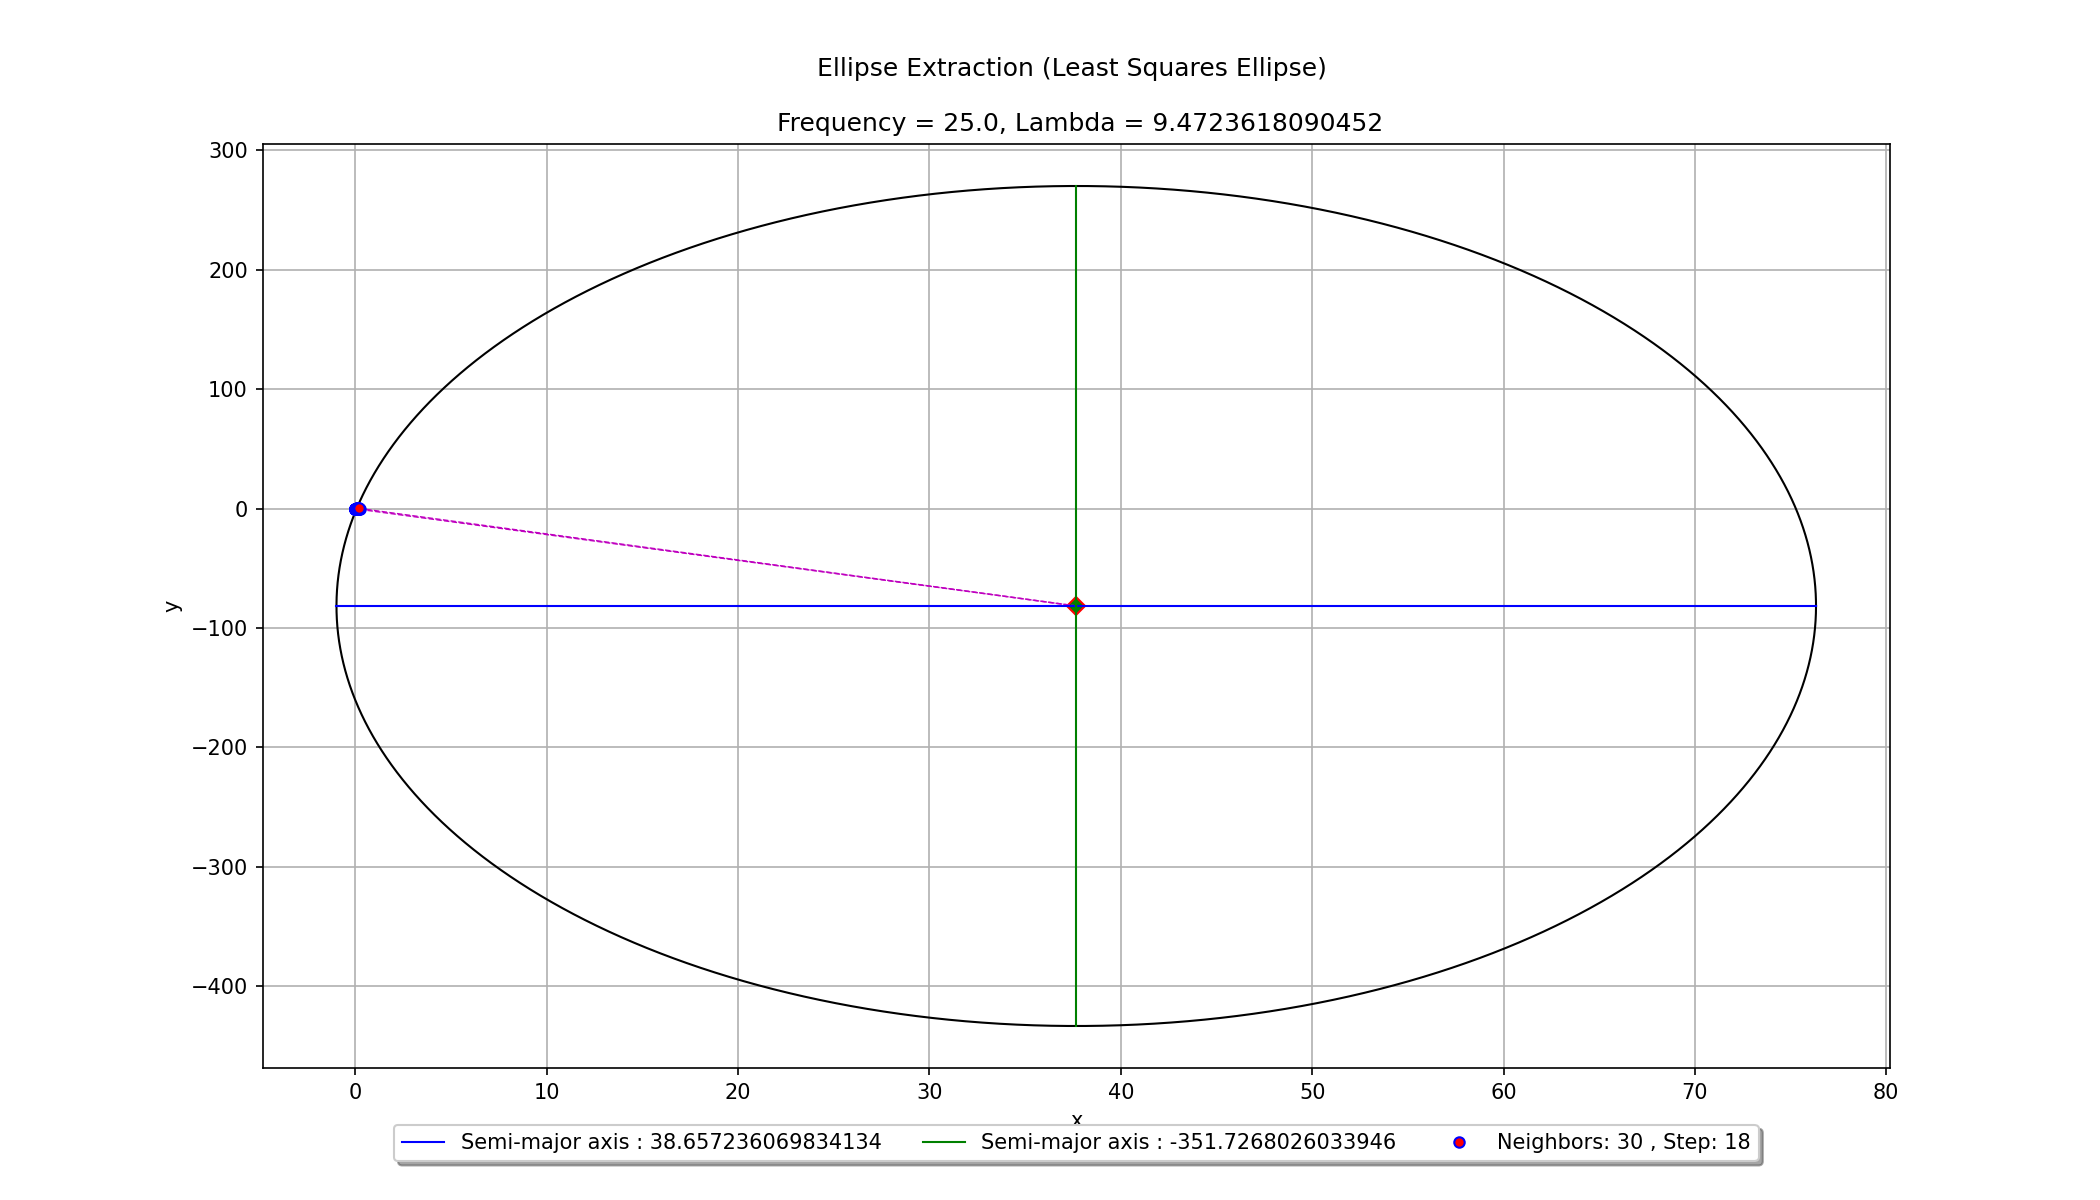 Ellipse Extraction (Least Squares Ellipse)
Frequency = 25.0, Lambda = 9.4723618090452
300
200
100
0
−100
−200
−300
−400
y
0 10 20 30 40 50 60 70 80
x
Semi-major axis : 38.657236069834134 Semi-major axis : -351.7268026033946 Neighbors: 30 , Step: 18